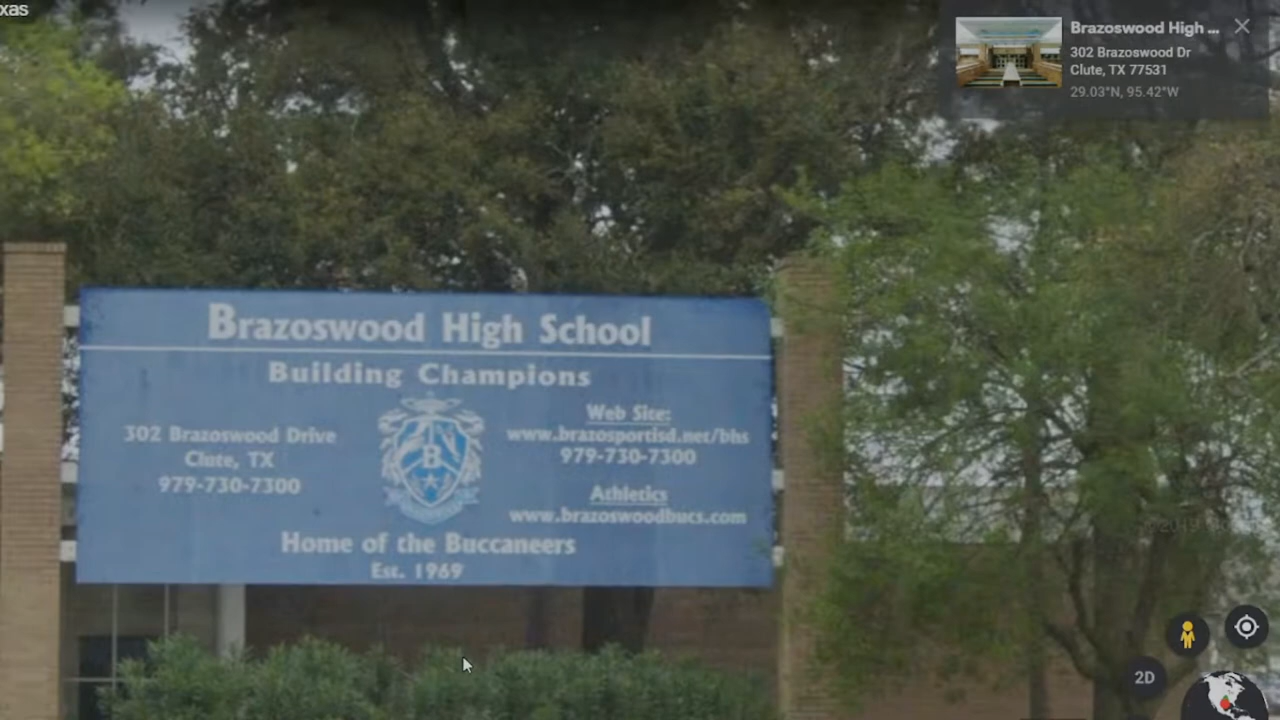 xas
Brazoswood High ...
302 Brazoswood Dr
Clute, TX 77531
29.03°N, 95.42°W
Brazoswood High School
Building Champions
302 Brazoswood Drive
Clute, TX
979-730-7300
B
Web Site:
www.brazosportisd.net/bhs
979-730-7300
Athletics
www.brazoswoodbucs.com
Home of the Buccaneers
Est. 1969
© 2019
2D